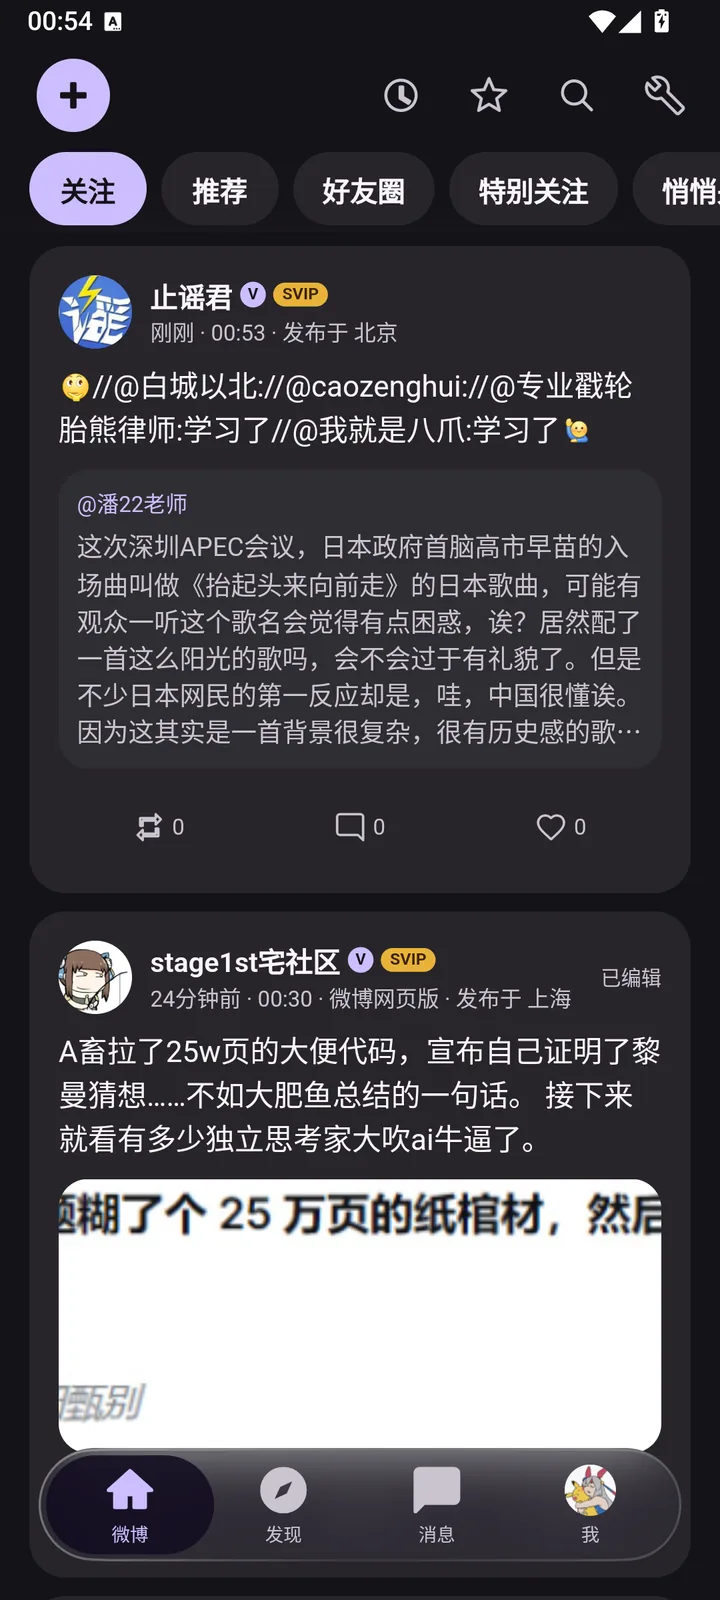 00:54
关注
推荐
好友圈
特别关注
止谣君 V SVIP
刚刚 · 00:53 · 发布于 北京
//@白城以北://@caozenghui://@专业戳轮
胎熊律师:学习了//@我就是八爪:学习了
@潘22老师
这次深圳APEC会议，日本政府首脑高市早苗的入
场曲叫做《抬起头来向前走》的日本歌曲，可能有
观众一听这个歌名会觉得有点困惑，诶？居然配了
一首这么阳光的歌吗，会不会过于有礼貌了。但是
不少日本网民的第一反应却是，哇，中国很懂诶。
因为这其实是一首背景很复杂，很有历史感的歌…
0
0
0
stage1st宅社区 V SVIP
已编辑
24分钟前 · 00:30 · 微博网页版 · 发布于 上海
A畜拉了25w页的大便代码，宣布自己证明了黎
曼猜想……不如大肥鱼总结的一句话。 接下来
就看有多少独立思考家大吹ai牛逼了。
糊了个 25 万页的纸棺材，然后
甄别
微博
发现
消息
我